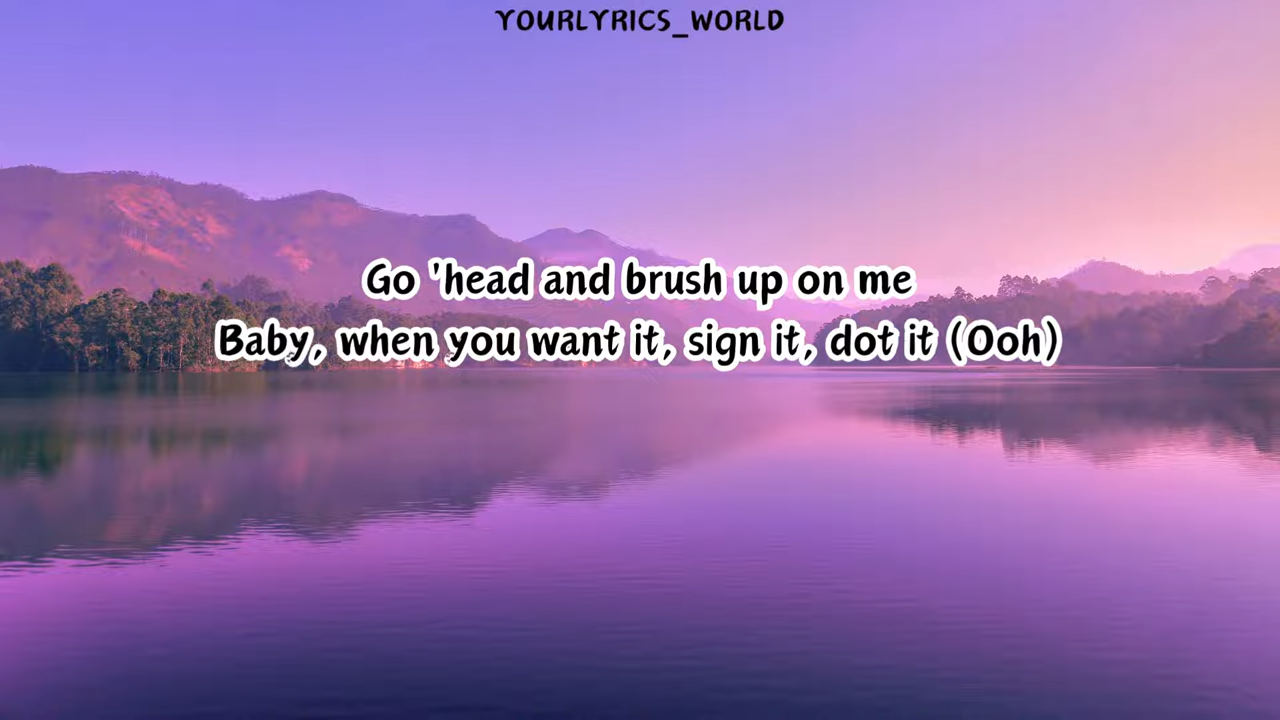 YOURLYRICS_WORLD
Go 'head and brush up on me
Baby, when you want it, sign it, dot it (Ooh)